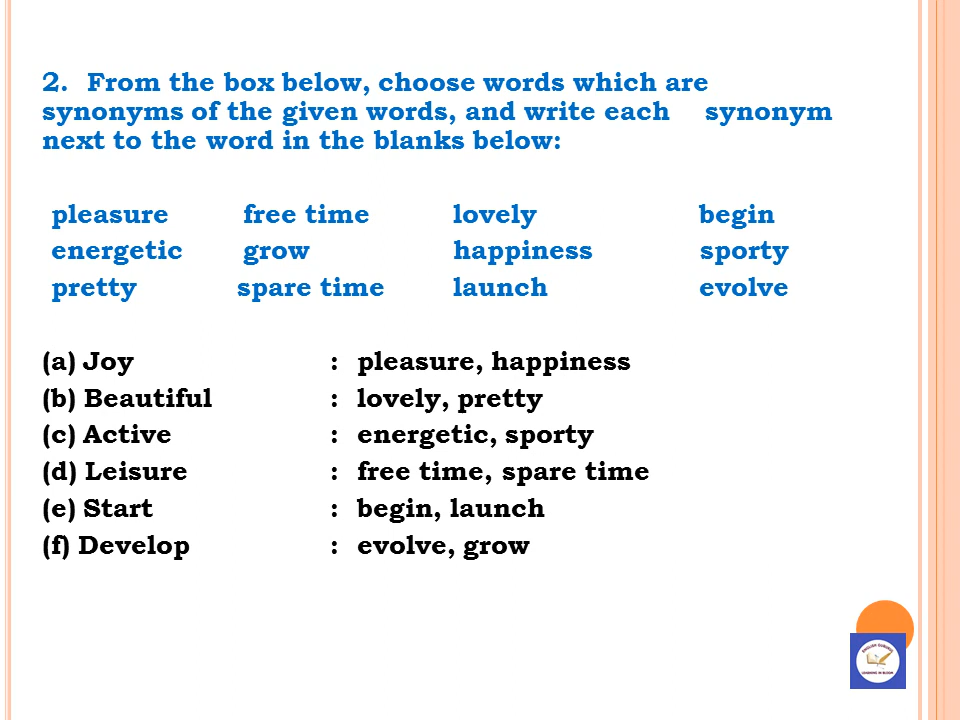 2. From the box below, choose words which are
synonyms of the given words, and write each synonym
next to the word in the blanks below:
pleasure free time lovely begin
energetic grow happiness sporty
pretty spare time launch evolve
(a) Joy : pleasure, happiness
(b) Beautiful : lovely, pretty
(c) Active : energetic, sporty
(d) Leisure : free time, spare time
(e) Start : begin, launch
(f) Develop : evolve, grow
LEARNING IN BLOOM